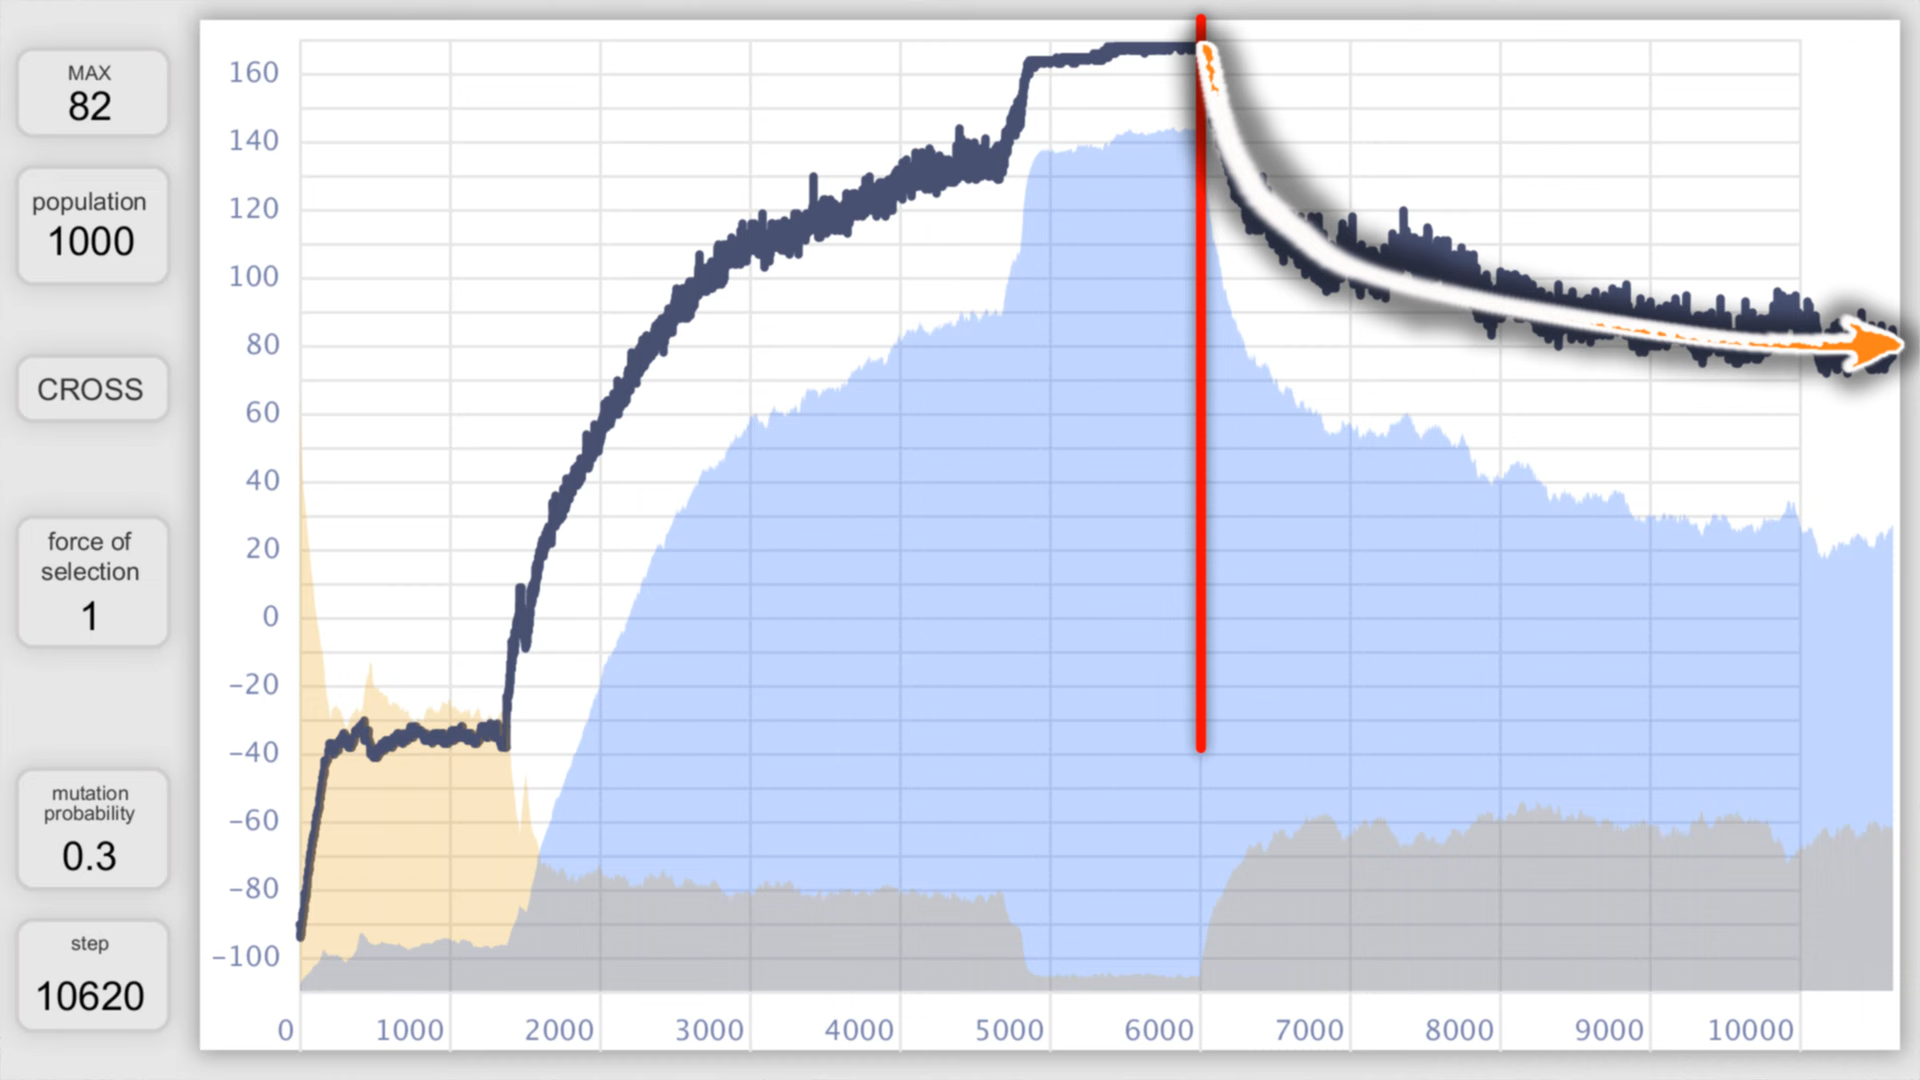 MAX
82
population
1000
CROSS
force of
selection
1
mutation
probability
0.3
step
10620
160
140
120
100
80
60
40
20
0
−20
−40
−60
−80
−100
0 1000 2000 3000 4000 5000 6000 7000 8000 9000 10000